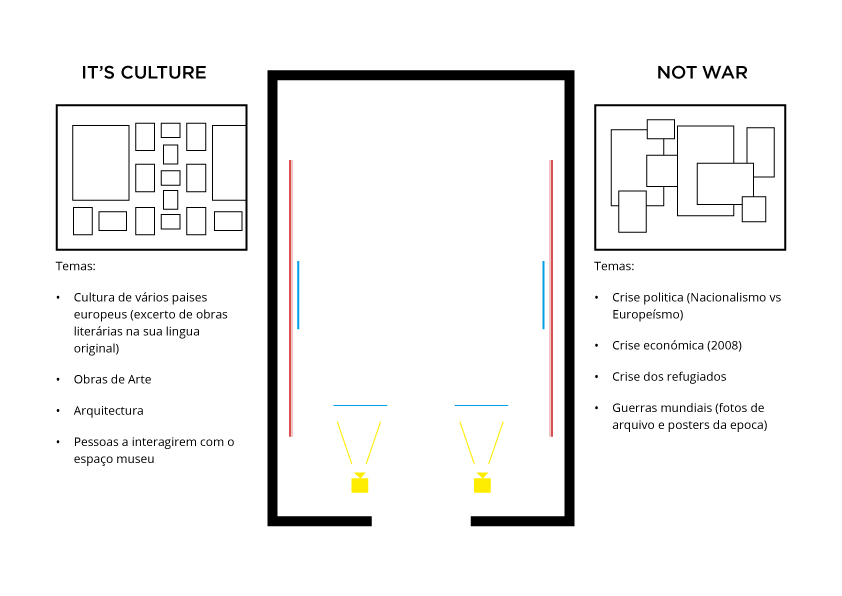 IT’S CULTURE
Temas:
• Cultura de vários paises
europeus (excerto de obras
literárias na sua lingua
original)
• Obras de Arte
• Arquitectura
• Pessoas a interagirem com o
espaço museu
NOT WAR
Temas:
• Crise politica (Nacionalismo vs
Europeísmo)
• Crise económica (2008)
• Crise dos refugiados
• Guerras mundiais (fotos de
arquivo e posters da epoca)